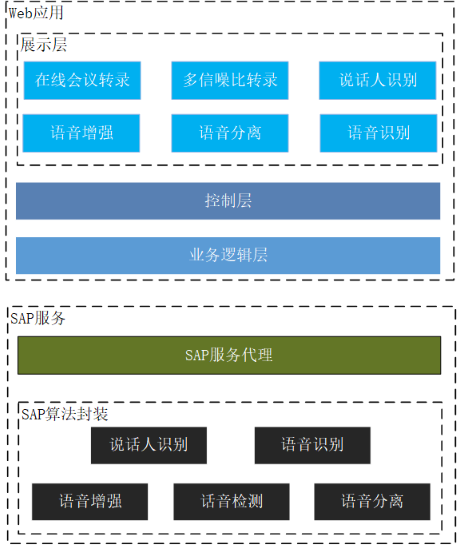 Web应用
展示层
在线会议转录 多信噪比转录 说话人识别
语音增强 语音分离 语音识别
控制层
业务逻辑层
SAP服务
SAP服务代理
SAP算法封装
说话人识别 语音识别
语音增强 话音检测 语音分离